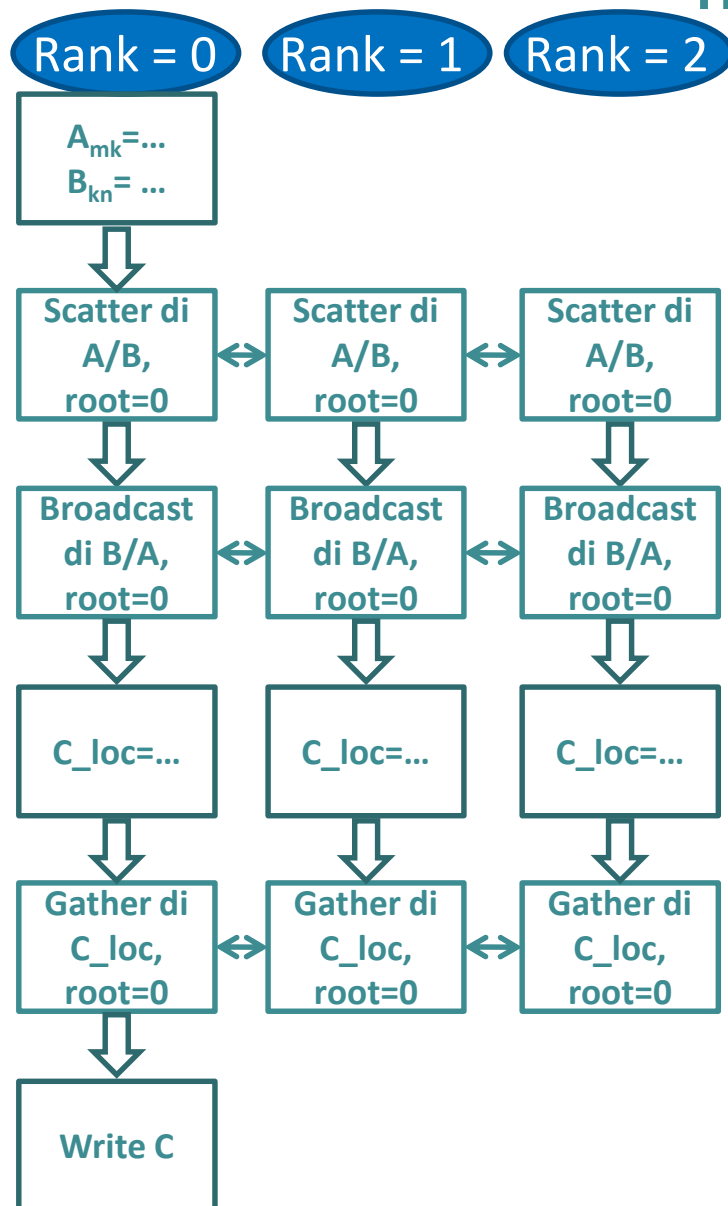 Rank = 0 Rank = 1 Rank = 2
A_mk=...
B_kn= ...
Scatter di Scatter di Scatter di
A/B, A/B, A/B,
root=0 root=0 root=0
Broadcast Broadcast Broadcast
di B/A, di B/A, di B/A,
root=0 root=0 root=0
C_loc=... C_loc=... C_loc=...
Gather di Gather di Gather di
C_loc, C_loc, C_loc,
root=0 root=0 root=0
Write C